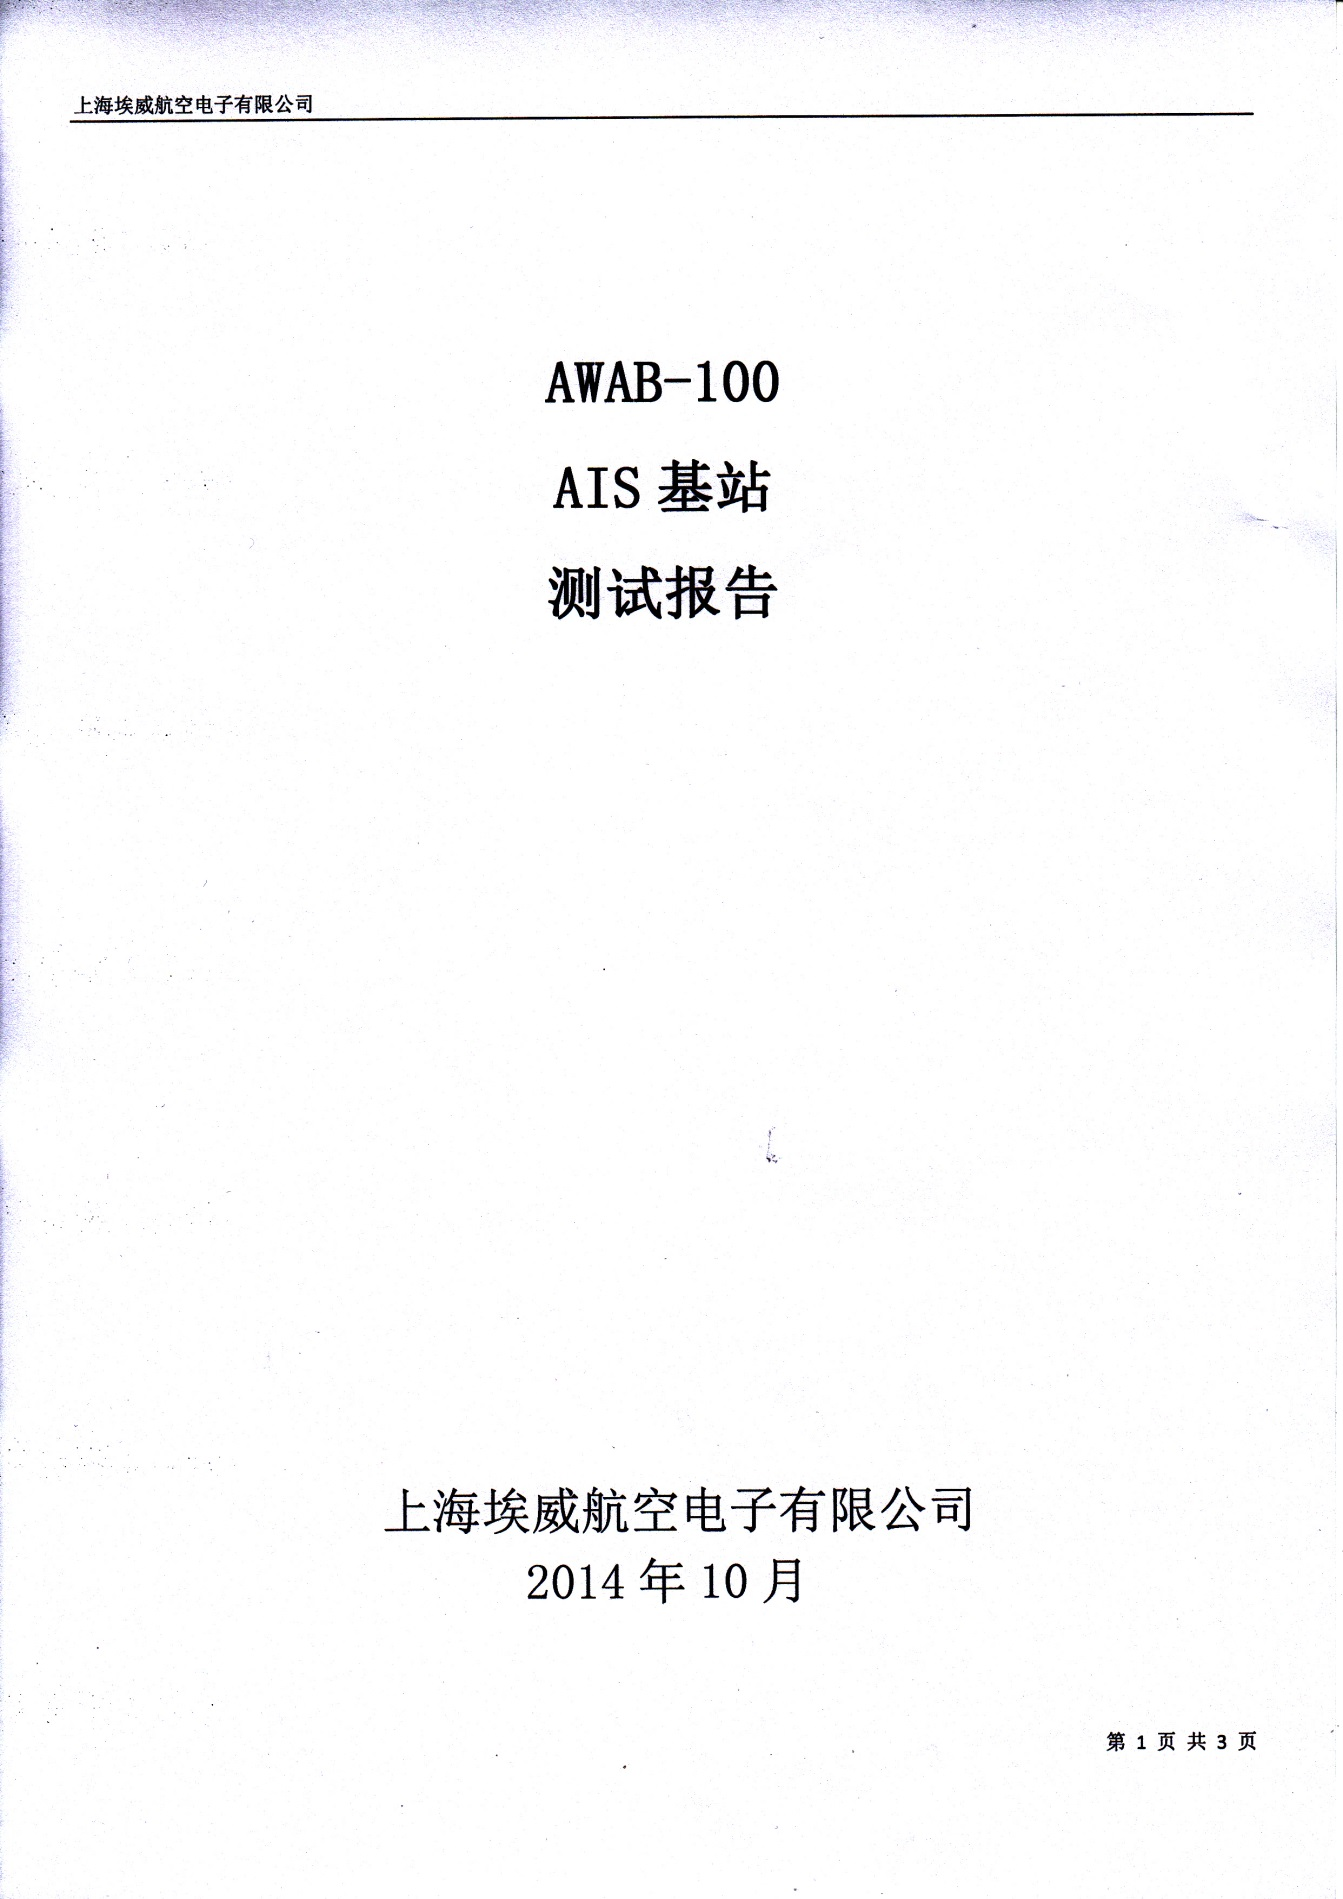 上海埃威航空电子有限公司
AWAB-100
AIS 基站
测试报告
上海埃威航空电子有限公司
2014 年 10 月
第 1 页 共 3 页